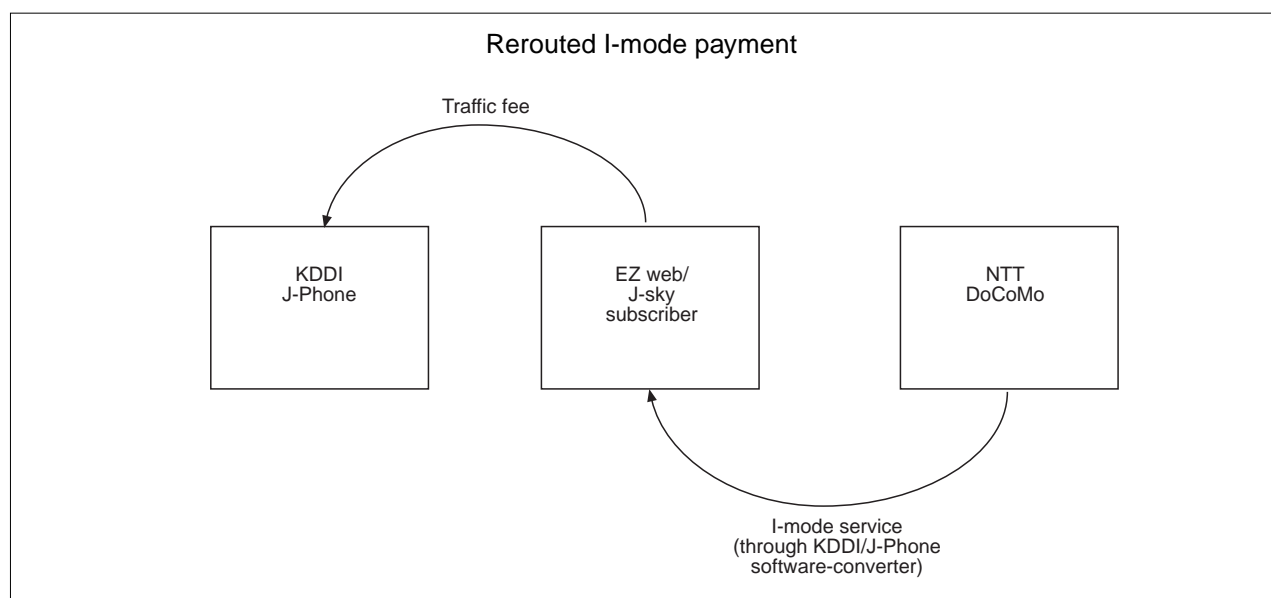 Rerouted I-mode payment
Traffic fee
KDDI
J-Phone
EZ web/
J-sky
subscriber
NTT
DoCoMo
I-mode service
(through KDDI/J-Phone
software-converter)